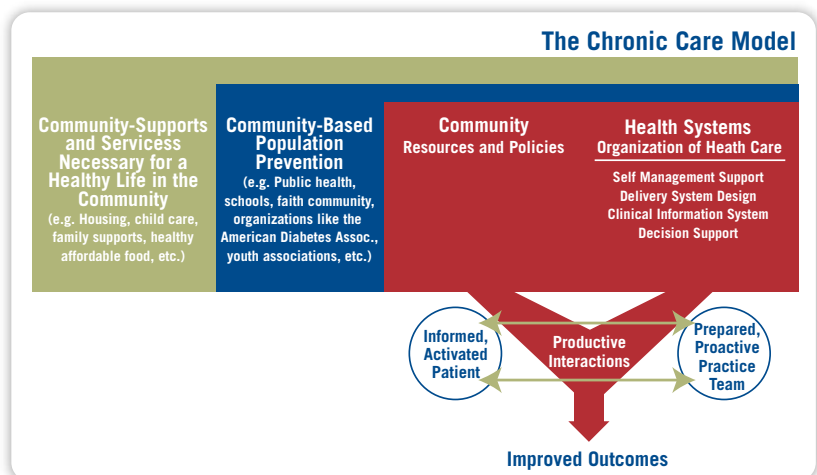 The Chronic Care Model
Community-Supports
and Servicess
Necessary for a
Healthy Life in the
Community
(e.g. Housing, child care,
family supports, healthy
affordable food, etc.)
Community-Based
Population
Prevention
(e.g. Public health,
schools, faith community,
organizations like the
American Diabetes Assoc.,
youth associations, etc.)
Community
Resources and Policies
Health Systems
Organization of Heath Care
Self Management Support
Delivery System Design
Clinical Information System
Decision Support
Informed,
Activated
Patient
Productive
Interactions
Prepared,
Proactive
Practice
Team
Improved Outcomes